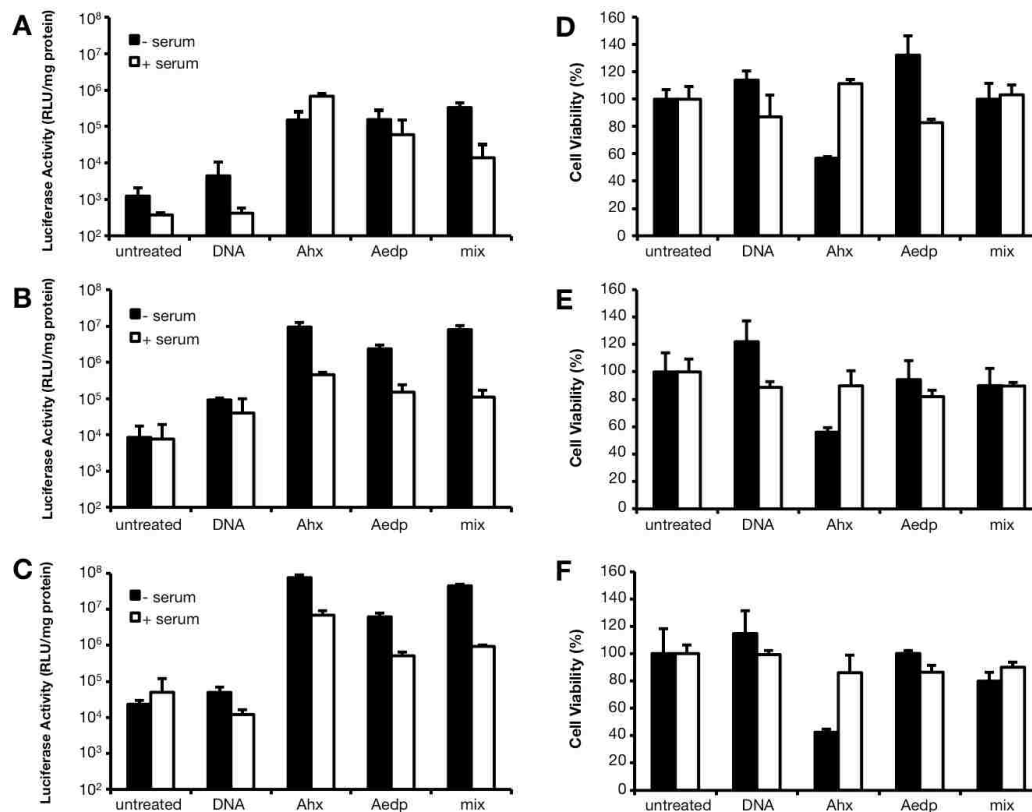 A
Luciferase Activity (RLU/mg protein)
10⁸
10⁷
10⁶
10⁵
10⁴
10³
10²
- serum
+ serum
untreated DNA Ahx Aedp mix
D
Cell Viability (%)
160
140
120
100
80
60
40
20
0
untreated DNA Ahx Aedp mix
B
Luciferase Activity (RLU/mg protein)
10⁸
10⁷
10⁶
10⁵
10⁴
10³
10²
- serum
+ serum
untreated DNA Ahx Aedp mix
E
Cell Viability (%)
160
140
120
100
80
60
40
20
0
untreated DNA Ahx Aedp mix
C
Luciferase Activity (RLU/mg protein)
10⁸
10⁷
10⁶
10⁵
10⁴
10³
10²
- serum
+ serum
untreated DNA Ahx Aedp mix
F
Cell Viability (%)
160
140
120
100
80
60
40
20
0
untreated DNA Ahx Aedp mix